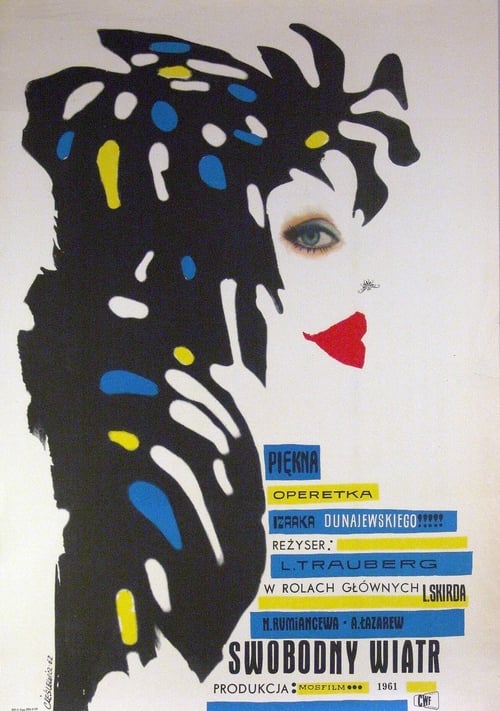 PIĘKNA
OPERETKA
IZAAKA DUNAJEWSKIEGO!!!!!
REŻYSER:
L. TRAUBERG
W ROLACH GŁÓWNYCH L. SKIRDA
N. RUMIANCEWA - A. ŁAZAREW
SWOBODNY WIATR
PRODUKCJA: MOSFILM 1961
CWF
CIEŚLEWICZ 62